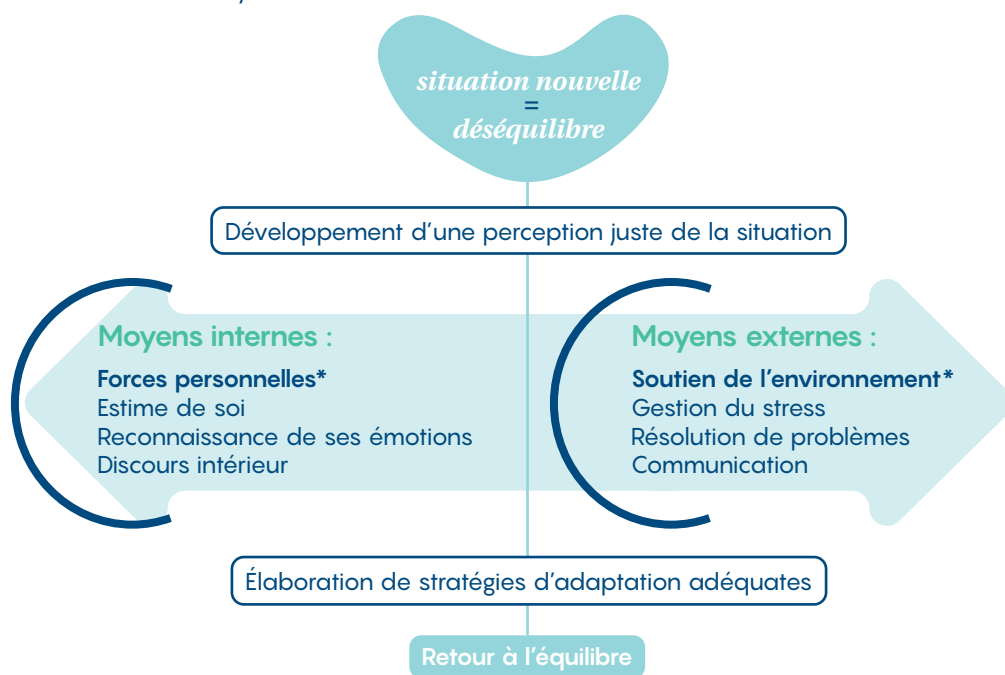 situation nouvelle
=
déséquilibre
Développement d'une perception juste de la situation
Moyens internes :
Forces personnelles*
Estime de soi
Reconnaissance de ses émotions
Discours intérieur
Moyens externes :
Soutien de l'environnement*
Gestion du stress
Résolution de problèmes
Communication
Élaboration de stratégies d'adaptation adéquates
Retour à l'équilibre